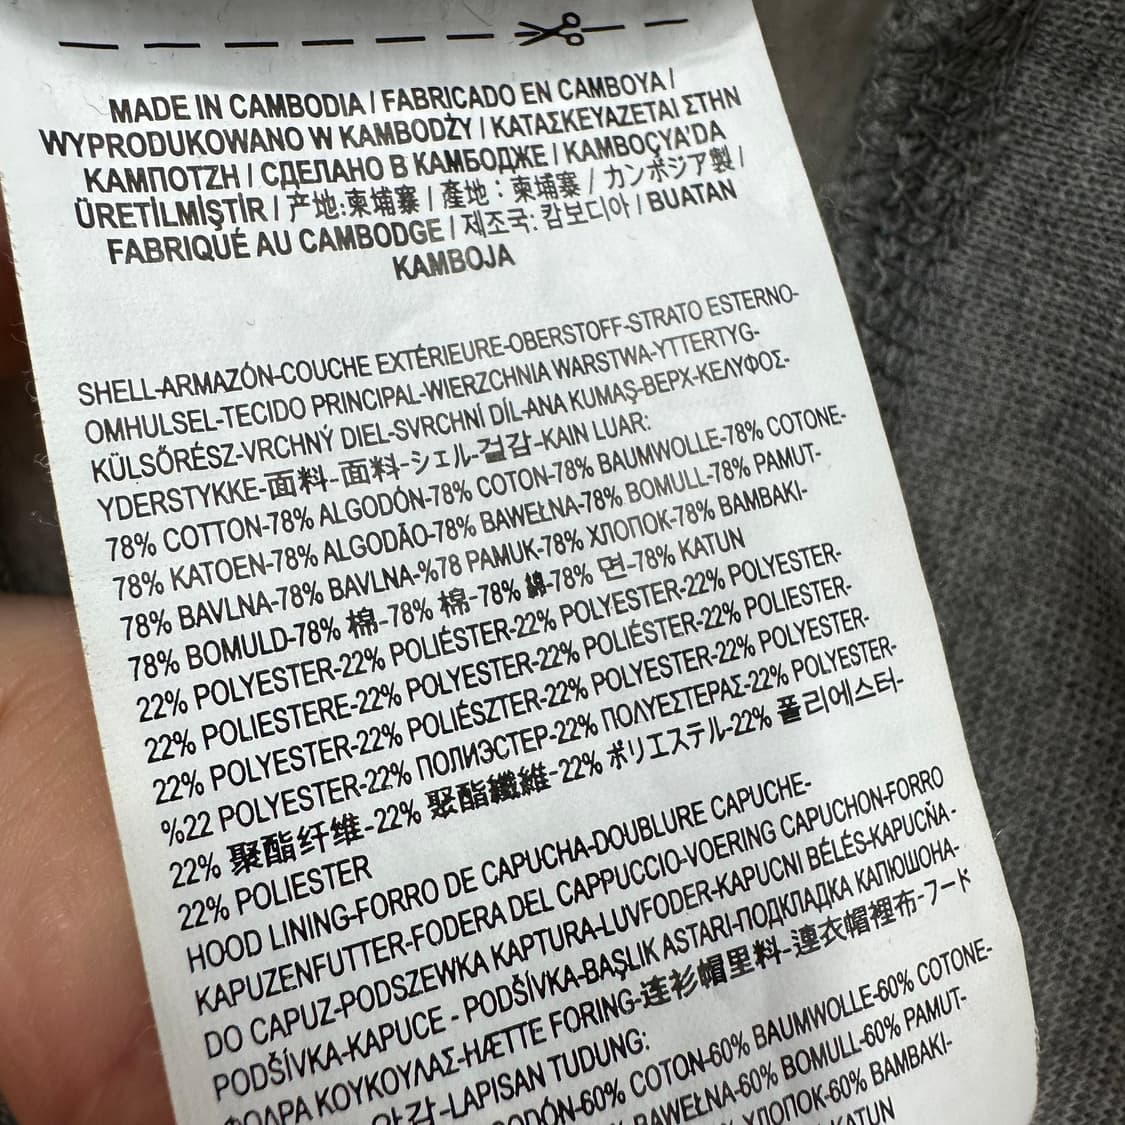 MADE IN CAMBODIA / FABRICADO EN CAMBOYA /
WYPRODUKOWANO W KAMBODŻY / ΚΑΤΑΣΚΕΥΑΖΕΤΑΙ ΣΤΗΝ
ΚΑΜΠΟΤΖΗ / СДЕЛАНО В КАМБОДЖЕ / KAMBOÇYA'DA
ÜRETİLMİŞTİR / 产地:柬埔寨 / 產地：柬埔寨 / カンボジア製 /
FABRIQUÉ AU CAMBODGE / 제조국: 캄보디아 / BUATAN
KAMBOJA
SHELL-ARMAZÓN-COUCHE EXTÉRIEURE-OBERSTOFF-STRATO ESTERNO-
OMHULSEL-TECIDO PRINCIPAL-WIERZCHNIA WARSTWA-YTTERTYG-
KÜLSŐRÉSZ-VRCHNÝ DIEL-SVRCHNÍ DÍL-ANA KUMAŞ-ВЕРХ-ΚΕΛΥΦΟΣ-
YDERSTYKKE-面料-面料-シェル-겉감-KAIN LUAR:
78% COTTON-78% ALGODÓN-78% COTON-78% BAUMWOLLE-78% COTONE-
78% KATOEN-78% ALGODÃO-78% BAWEŁNA-78% BOMULL-78% PAMUT-
78% BAVLNA-78% BAVLNA-%78 PAMUK-78% ХЛОПОК-78% ΒΑΜΒΑΚΙ-
78% BOMULD-78% 棉-78% 棉-78% 綿-78% 면-78% KATUN
22% POLYESTER-22% POLIÉSTER-22% POLYESTER-22% POLYESTER-
22% POLIESTERE-22% POLYESTER-22% POLIÉSTER-22% POLIESTER-
22% POLYESTER-22% POLIÉSZTER-22% POLYESTER-22% POLYESTER-
%22 POLYESTER-22% ПОЛИЭСТЕР-22% ΠΟΛΥΕΣΤΕΡΑΣ-22% POLYESTER-
22% 聚酯纤维-22% 聚酯纖維-22% ポリエステル-22% 폴리에스터-
22% POLIESTER
HOOD LINING-FORRO DE CAPUCHA-DOUBLURE CAPUCHE-
KAPUZENFUTTER-FODERA DEL CAPPUCCIO-VOERING CAPUCHON-FORRO
DO CAPUZ-PODSZEWKA KAPTURA-LUVFODER-KAPUCNI BÉLÉS-KAPUCŇA-
PODŠÍVKA-KAPUCE - PODŠÍVKA-BAŞLIK ASTARI-ПОДКЛАДКА КАПЮШОНА-
ΦΟΔΡΑ ΚΟΥΚΟΥΛΑΣ-HÆTTE FORING-连衫帽里料-連衣帽裡布-フード
안감-LAPISAN TUDUNG:
COTON-60% BAUMWOLLE-60% COTONE-
BAWEŁNA-60% BOMULL-60% PAMUT-
ХЛОПОК-60% ΒΑΜΒΑΚΙ-
KATUN